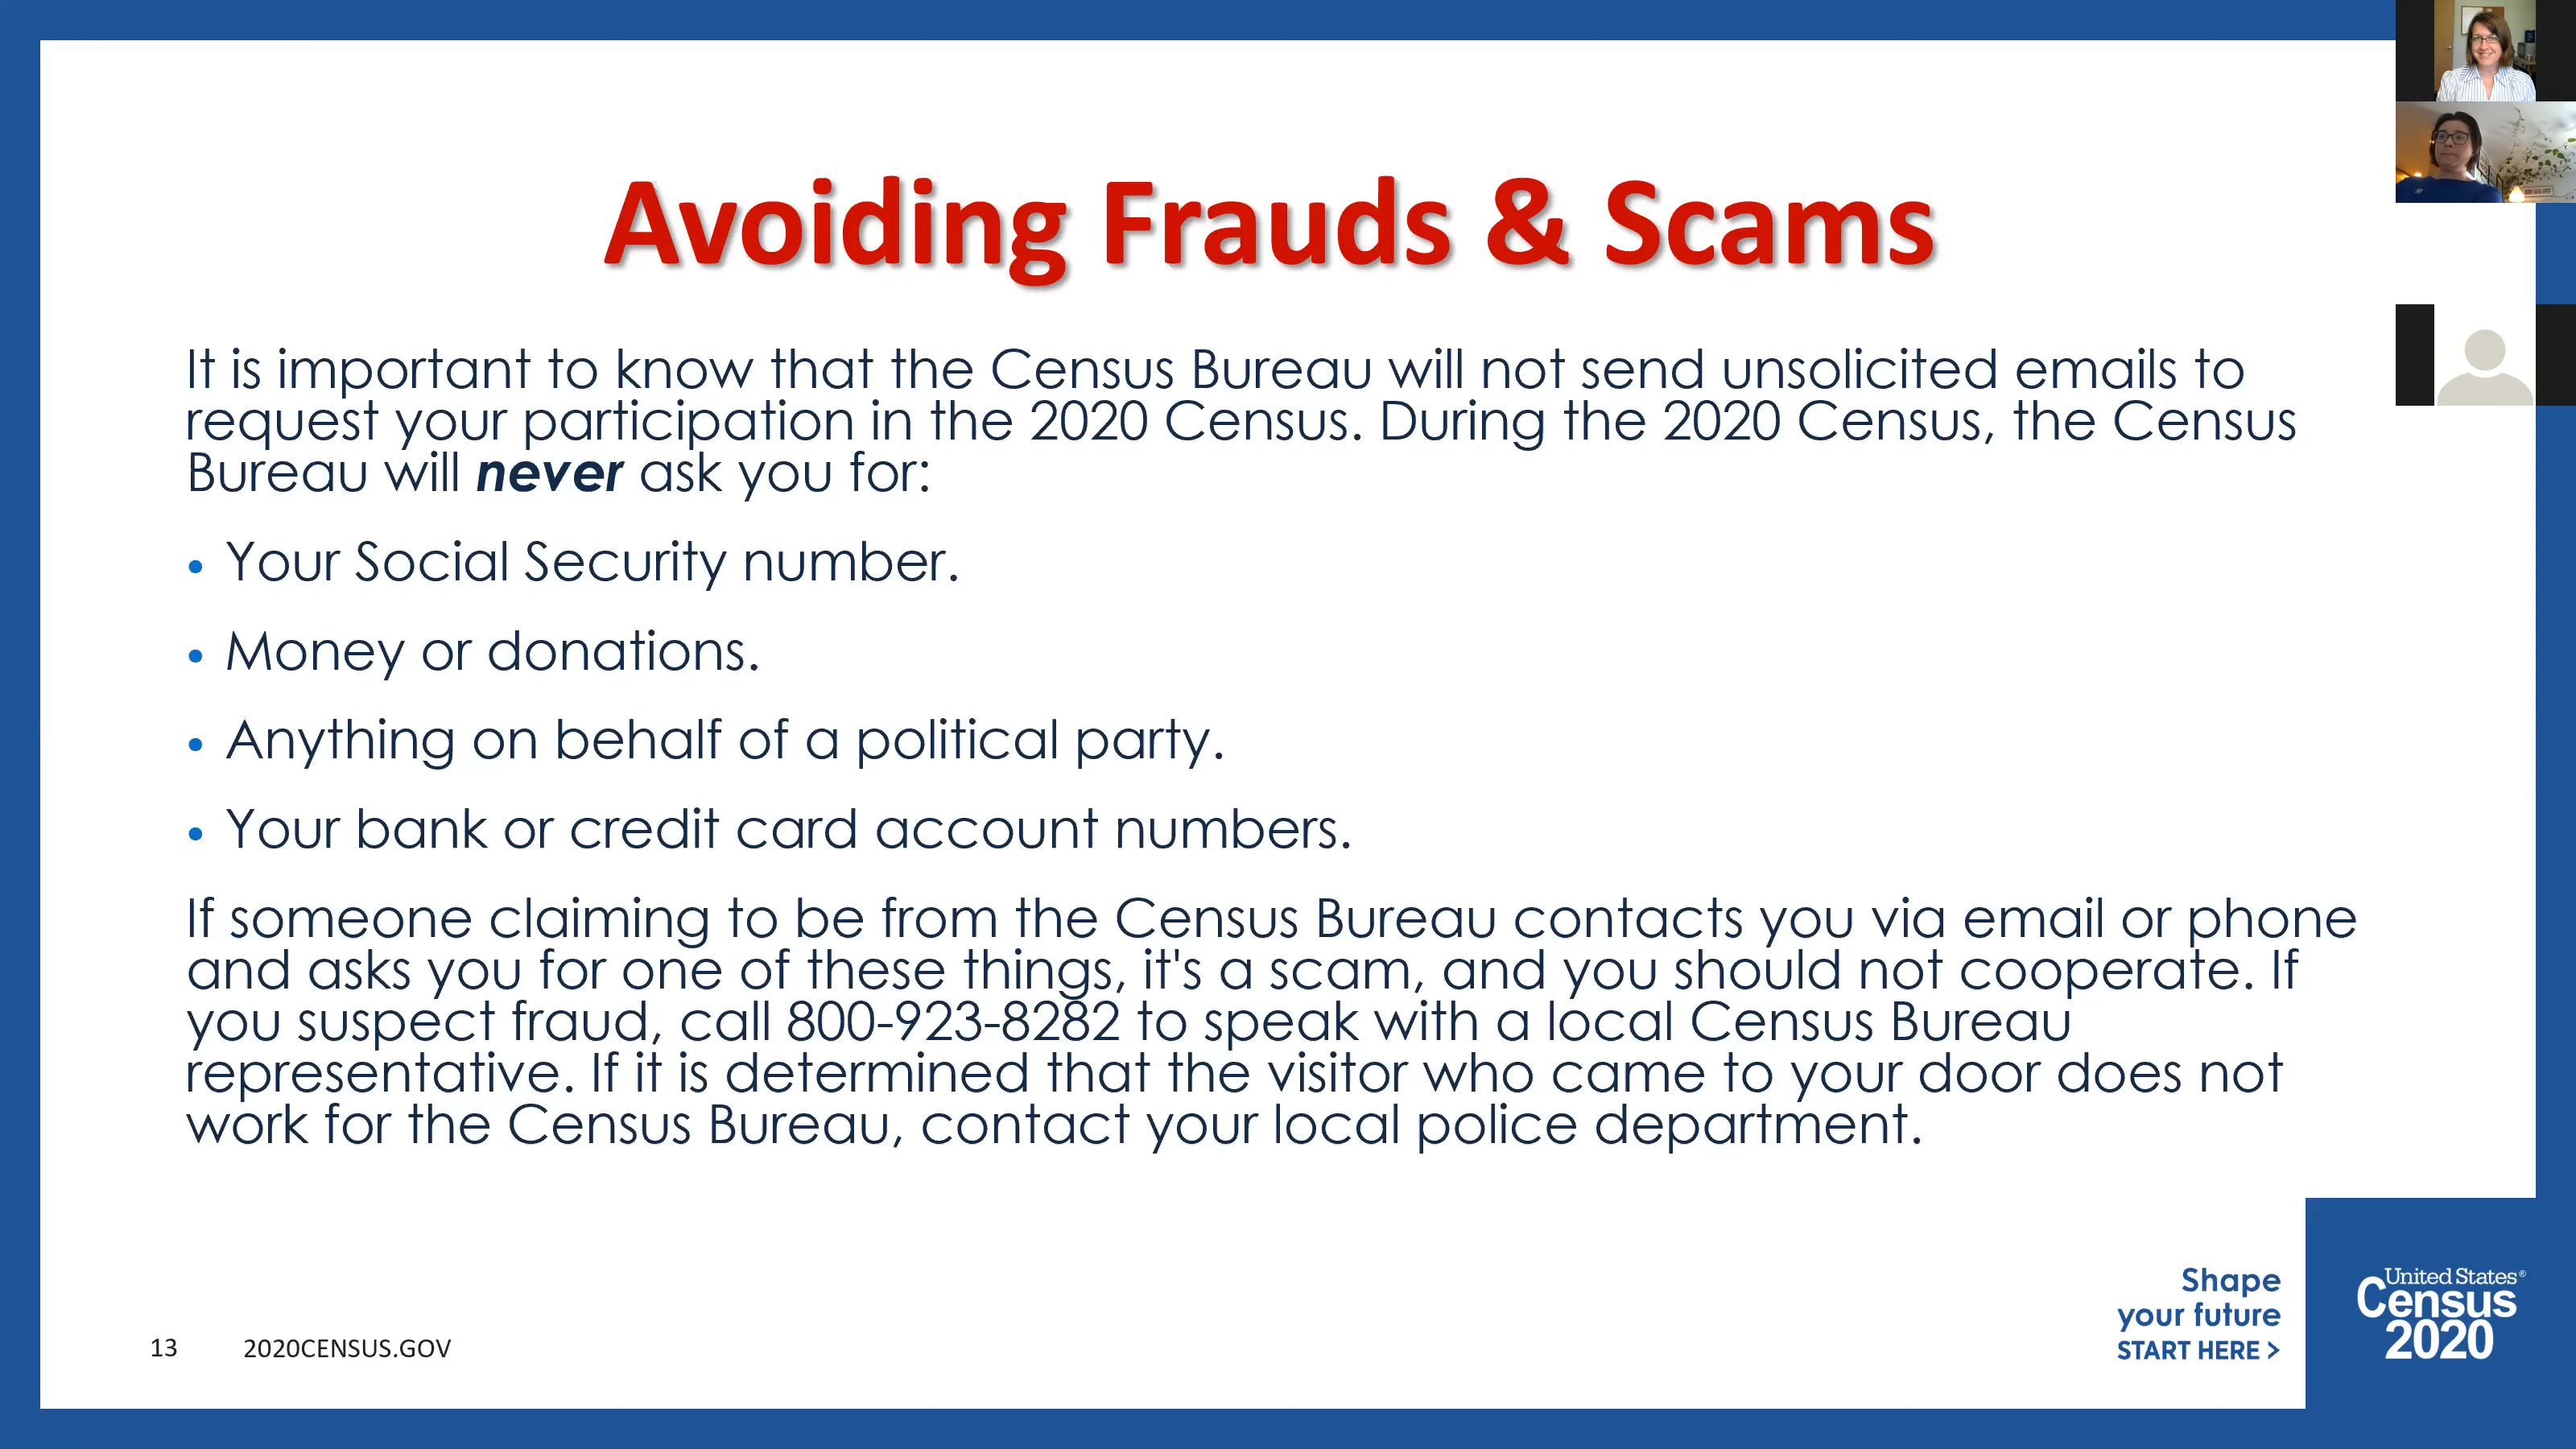 Avoiding Frauds & Scams
It is important to know that the Census Bureau will not send unsolicited emails to
request your participation in the 2020 Census. During the 2020 Census, the Census
Bureau will never ask you for:
• Your Social Security number.
• Money or donations.
• Anything on behalf of a political party.
• Your bank or credit card account numbers.
If someone claiming to be from the Census Bureau contacts you via email or phone
and asks you for one of these things, it's a scam, and you should not cooperate. If
you suspect fraud, call 800-923-8282 to speak with a local Census Bureau
representative. If it is determined that the visitor who came to your door does not
work for the Census Bureau, contact your local police department.
Shape
your future
START HERE >
United States®
Census
2020
13
2020CENSUS.GOV